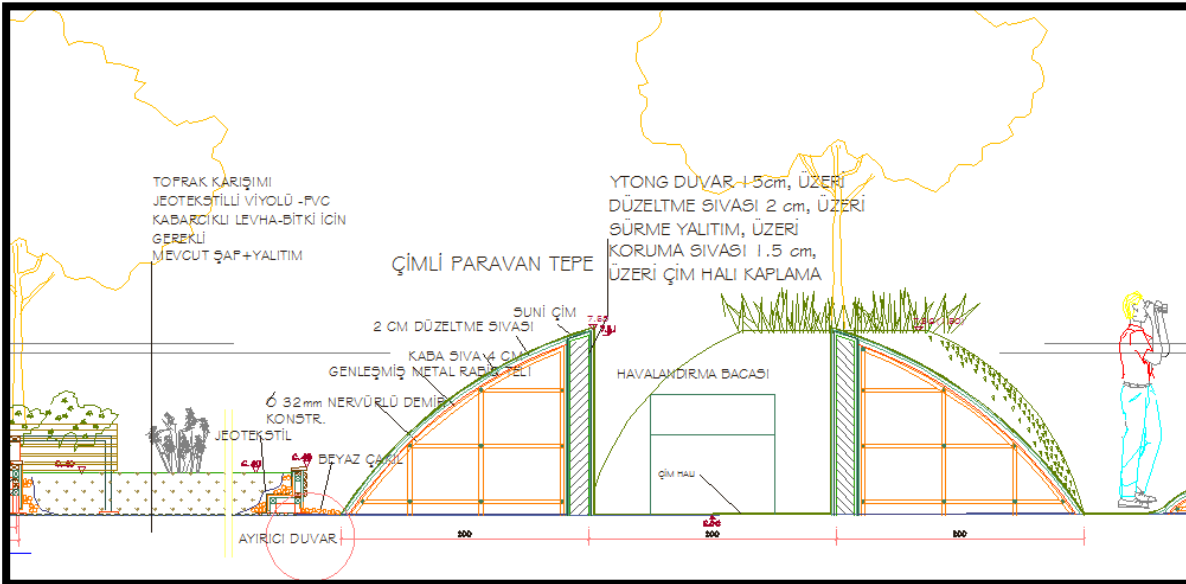 TOPRAK KARIŞIMI
JEOTEKSTİLLİ VİYOLÜ -PVC
KABARCIKLI LEVHA-BİTKİ İÇİN
GEREKLİ
MEVCUT ŞAP+YALITIM
YTONG DUVAR 15cm, ÜZERİ
DÜZELTME SIVASI 2 cm, ÜZERİ
SÜRME YALITIM, ÜZERİ
KORUMA SIVASI 1.5 cm,
ÜZERİ ÇİM HALI KAPLAMA
ÇİMLİ PARAVAN TEPE
SUNİ ÇİM
2 CM DÜZELTME SIVASI
KABA SIVA 4 CM
GENLEŞMİŞ METAL RABİG TELİ
Ó 32mm NERVÜRLÜ DEMİR
KONSTR.
JEOTEKSTİL
BEYAZ ÇAKIL
HAVALANDIRMA BACASI
ÇİM HALI
AYIRICI DUVAR
200
200
200